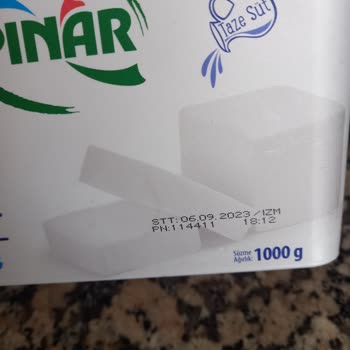 PINAR
Taze Süt
STT:06.09.2023/IZM
PN:114411 18:12
Süzme
Ağırlık: 1000 g